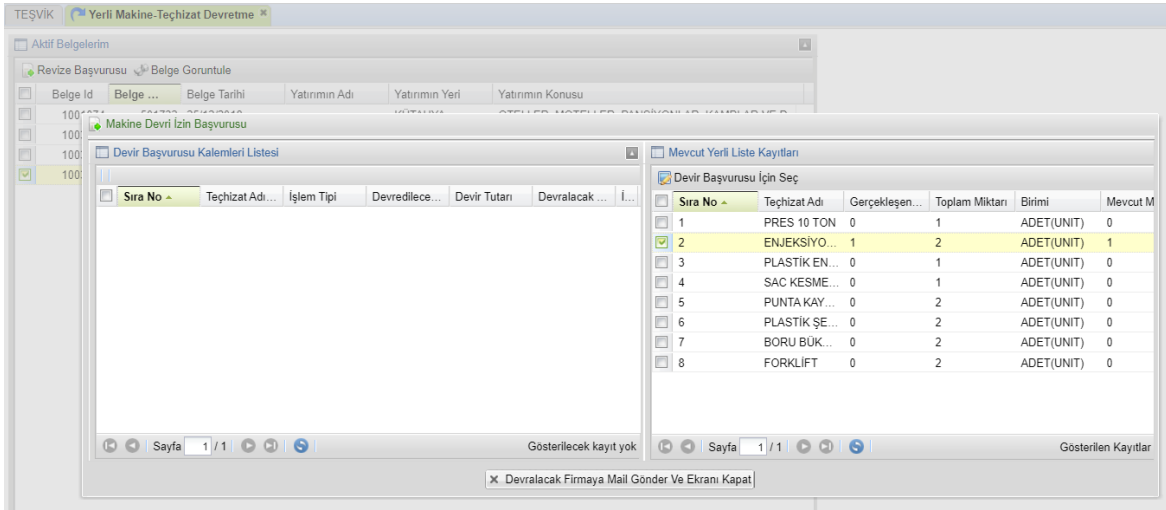 TEŞVİK Yerli Makine-Teçhizat Devretme
Aktif Belgelerim
Revize Başvurusu Belge Goruntule
Belge Id Belge ... Belge Tarihi Yatırımın Adı Yatırımın Yeri Yatırımın Konusu
Makine Devri İzin Başvurusu
Devir Başvurusu Kalemleri Listesi
Sıra No Teçhizat Adı... İşlem Tipi Devredilece... Devir Tutarı Devralacak ... İ...
Sayfa 1 / 1 Gösterilecek kayıt yok
Mevcut Yerli Liste Kayıtları
Devir Başvurusu İçin Seç
Sıra No Teçhizat Adı Gerçekleşen... Toplam Miktarı Birimi Mevcut M
1 PRES 10 TON 0 1 ADET(UNIT) 0
2 ENJEKSİYO... 1 2 ADET(UNIT) 1
3 PLASTİK EN... 0 1 ADET(UNIT) 0
4 SAC KESME... 0 1 ADET(UNIT) 0
5 PUNTA KAY... 0 2 ADET(UNIT) 0
6 PLASTİK ŞE... 0 2 ADET(UNIT) 0
7 BORU BÜK... 0 2 ADET(UNIT) 0
8 FORKLİFT 0 2 ADET(UNIT) 0
Sayfa 1 / 1 Gösterilen Kayıtlar
Devralacak Firmaya Mail Gönder Ve Ekranı Kapat